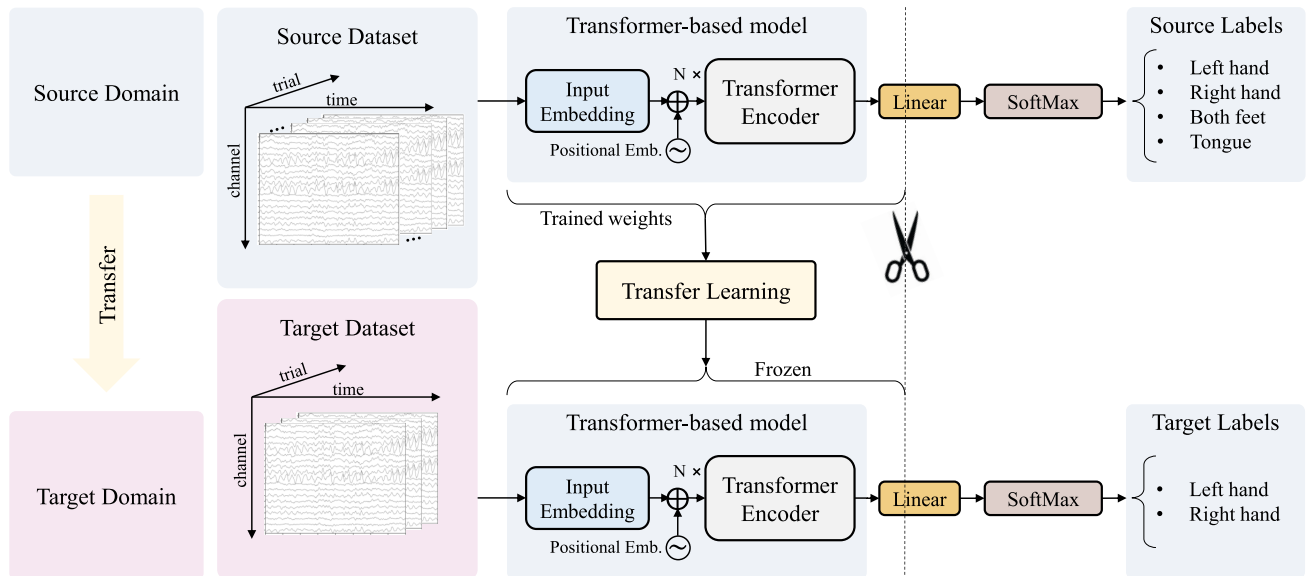 Source Domain
Transfer
Target Domain
Source Dataset
trial
time
channel
...
...
Target Dataset
trial
time
channel
Transformer-based model
Input
Embedding
N ×
Transformer
Encoder
Positional Emb.
Linear
SoftMax
Source Labels
• Left hand
• Right hand
• Both feet
• Tongue
Trained weights
Transfer Learning
Frozen
Transformer-based model
Input
Embedding
N ×
Transformer
Encoder
Positional Emb.
Linear
SoftMax
Target Labels
• Left hand
• Right hand